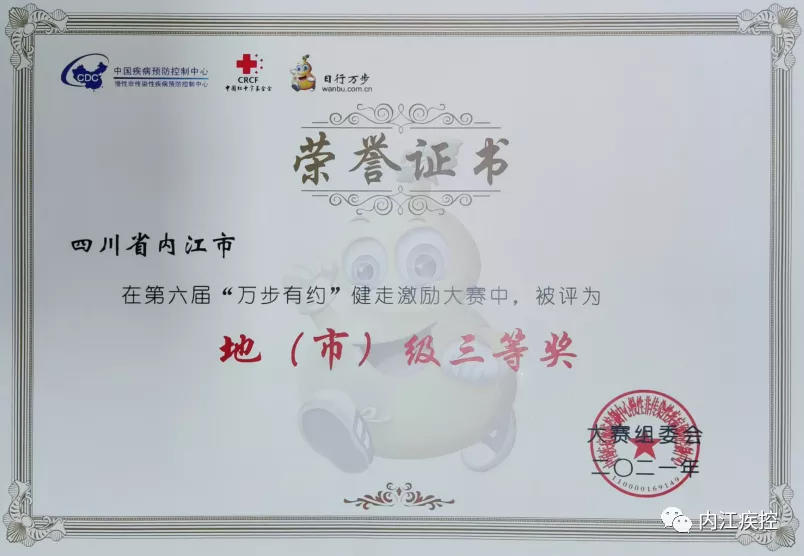 CDC
中国疾病预防控制中心
慢性非传染性疾病预防控制中心
CRCF
中国红十字基金会
日行万步
wanbu.com.cn
荣誉证书
四川省内江市
在第六届“万步有约”健走激励大赛中，被评为
地（市）级三等奖
大赛组委会
二〇二一年
110000169149
内江疾控